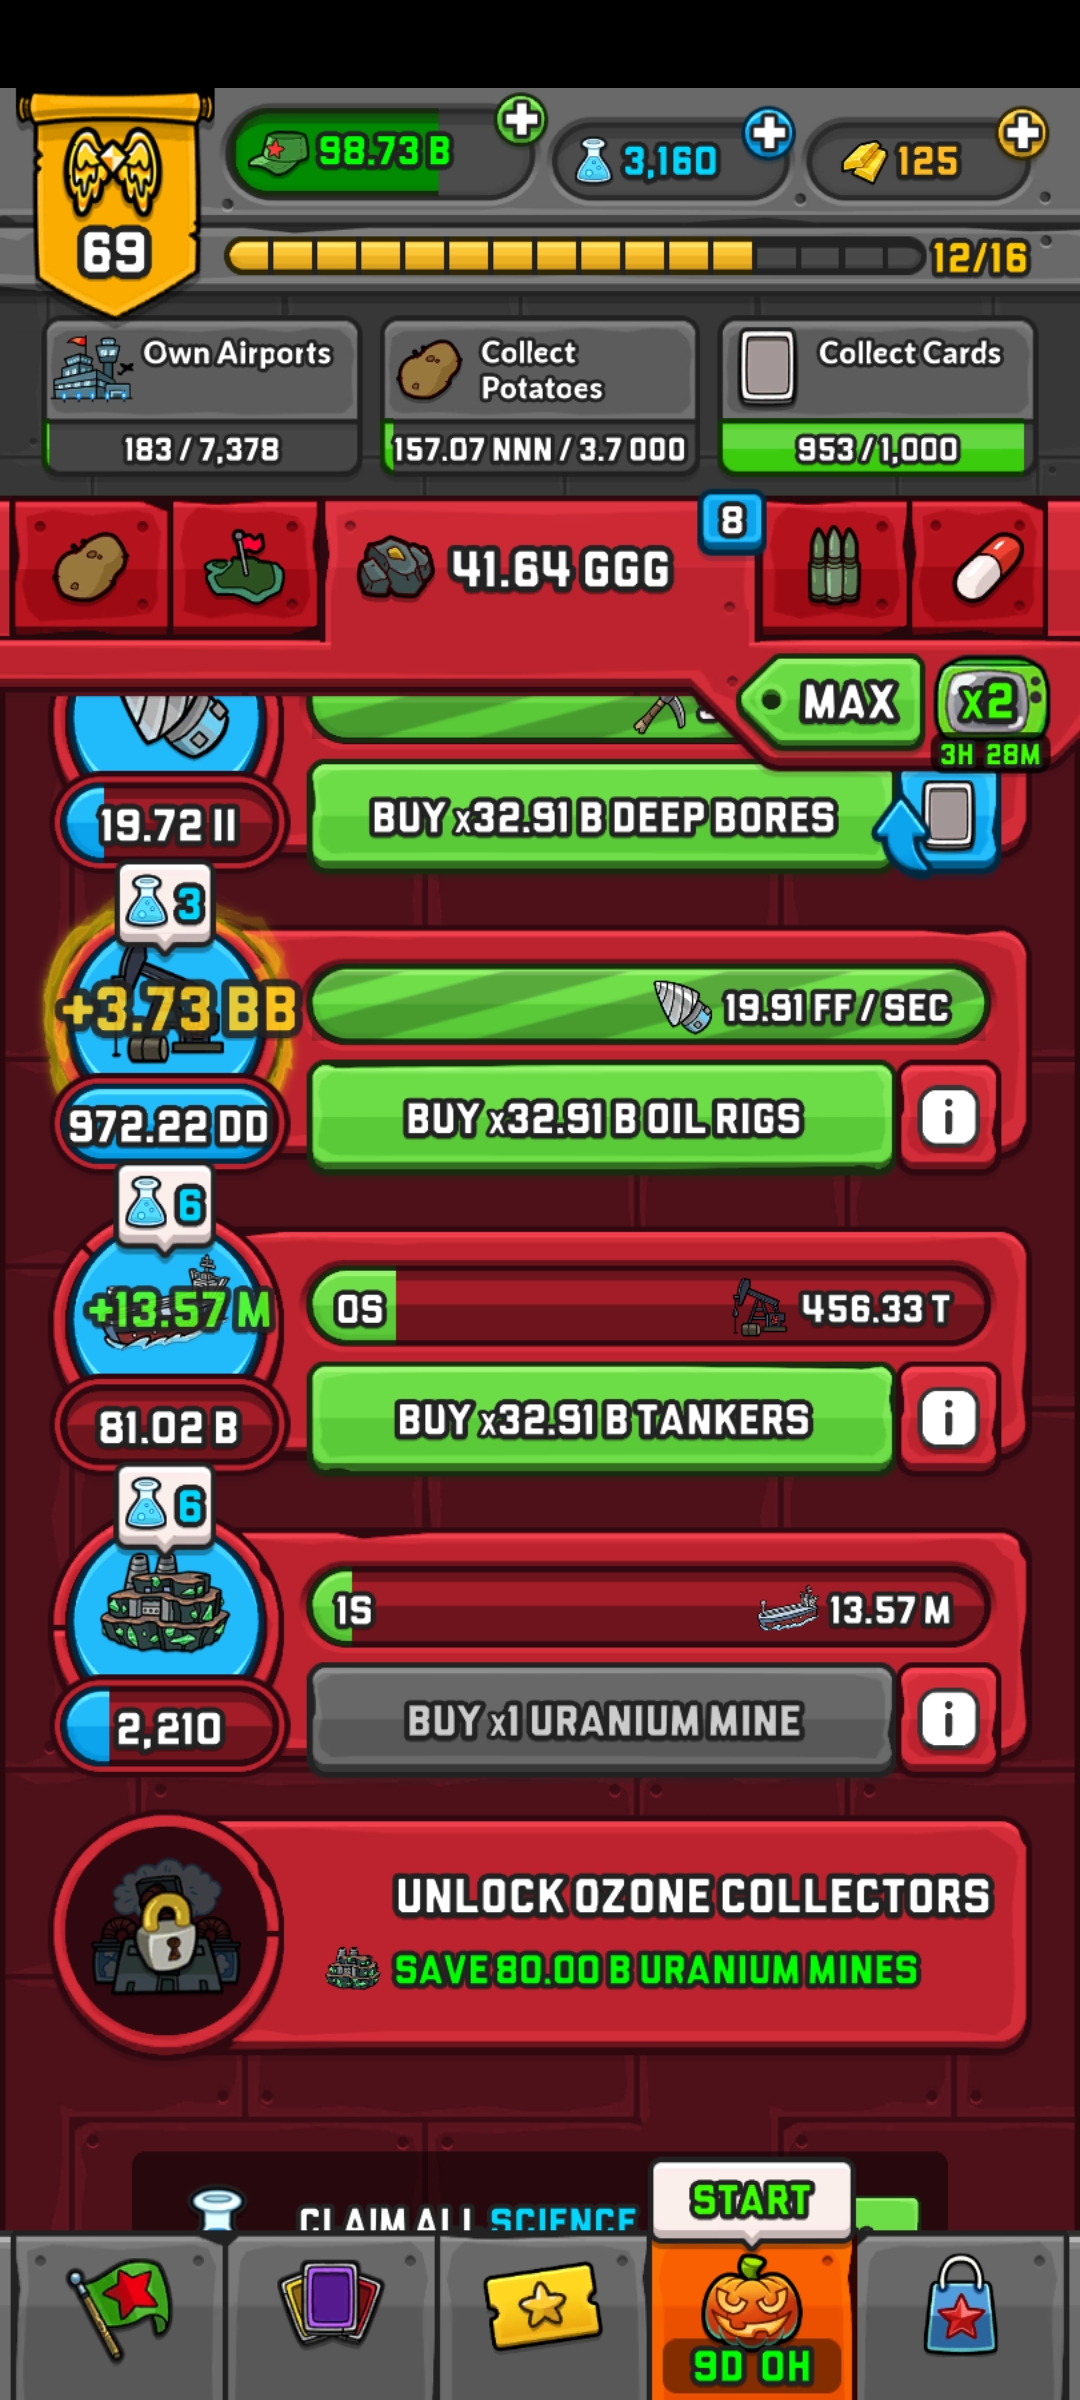 98.73 B
3,160
125
69
12/16
Own Airports
183 / 7,378
Collect
Potatoes
157.07 NNN / 3.7 OOO
Collect Cards
953 / 1,000
41.64 GGG
8
MAX
x2
3H 28M
19.72 II
BUY x32.91 B DEEP BORES
3
+3.73 BB
19.91 FF / SEC
972.22 DD
BUY x32.91 B OIL RIGS
i
6
+13.57 M
0S
456.33 T
81.02 B
BUY x32.91 B TANKERS
i
6
1S
13.57 M
2,210
BUY x1 URANIUM MINE
i
UNLOCK OZONE COLLECTORS
SAVE 80.00 B URANIUM MINES
CLAIM ALL SCIENCE
START
9D 0H